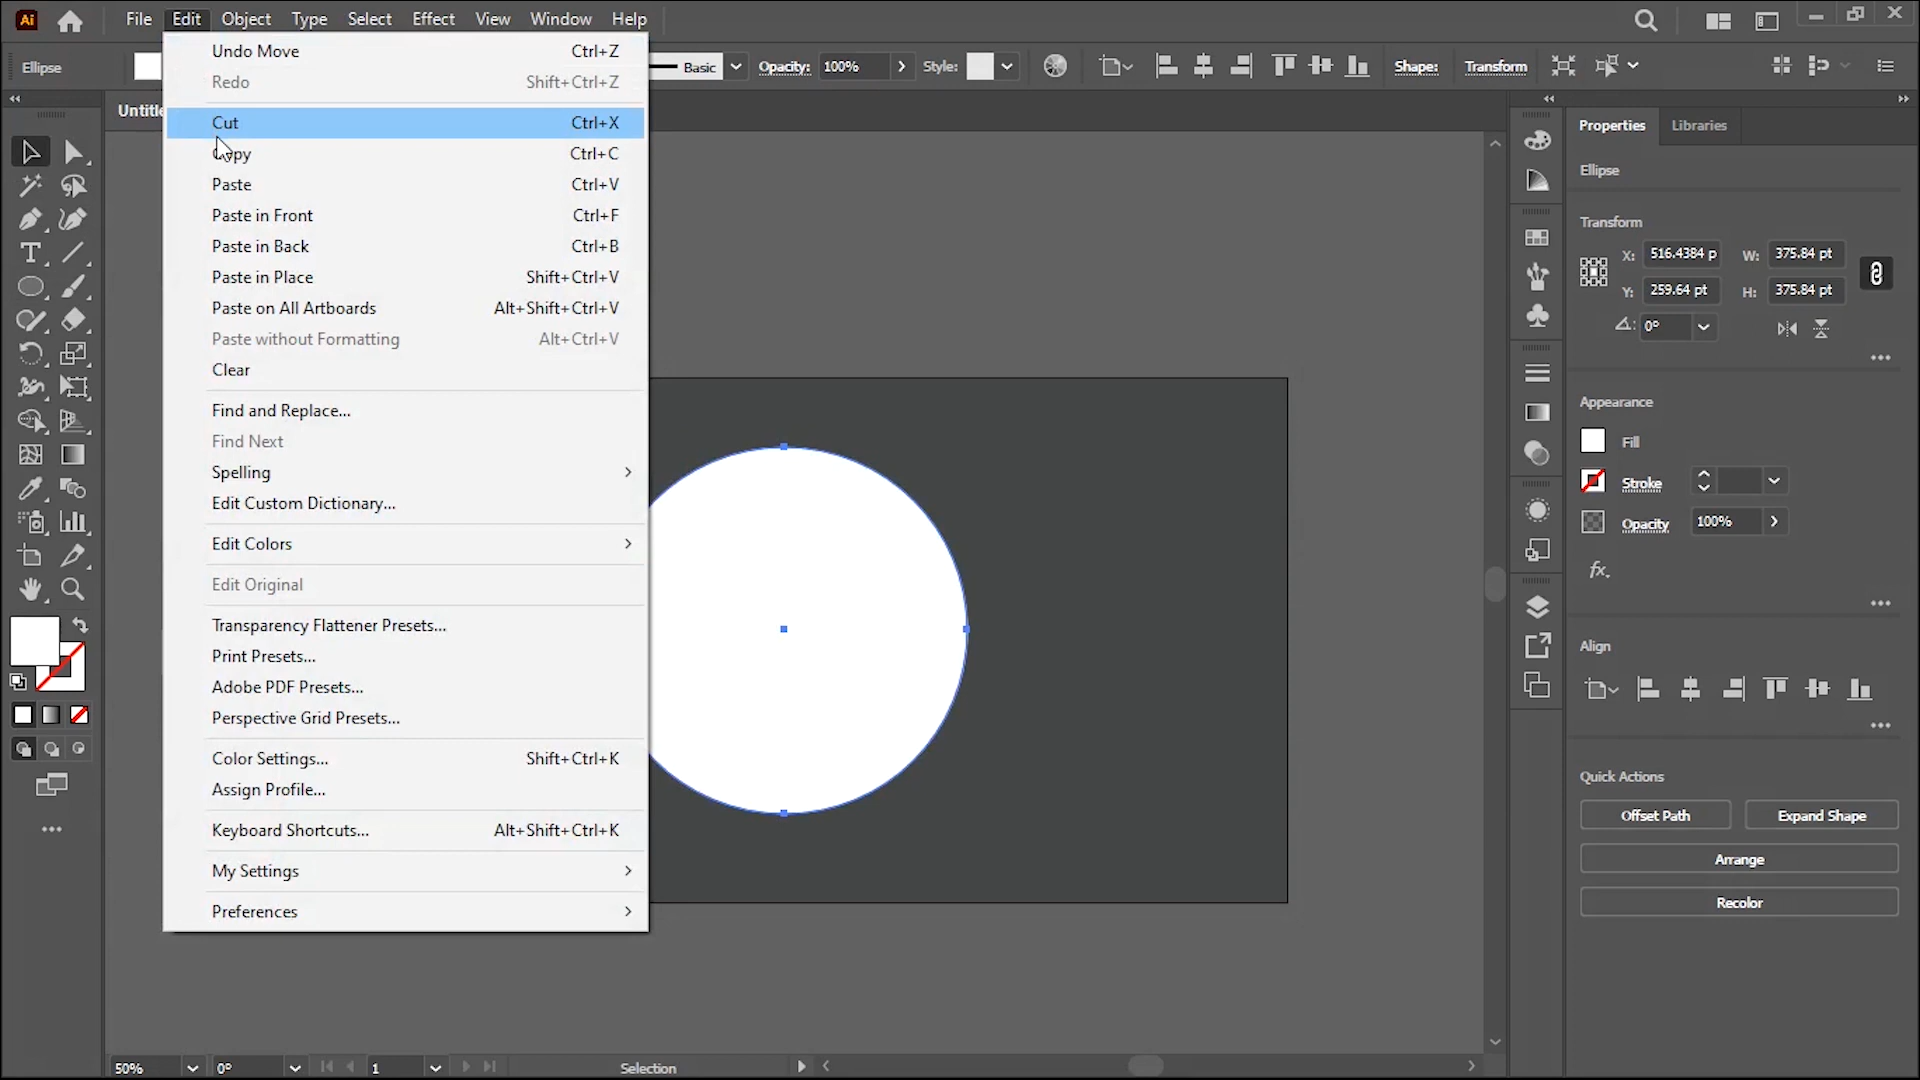 Ai File Edit Object Type Select Effect View Window Help
Ellipse Basic Opacity: 100% Style: Shape: Transform
Untitle
Undo Move Ctrl+Z
Redo Shift+Ctrl+Z
Cut Ctrl+X
Copy Ctrl+C
Paste Ctrl+V
Paste in Front Ctrl+F
Paste in Back Ctrl+B
Paste in Place Shift+Ctrl+V
Paste on All Artboards Alt+Shift+Ctrl+V
Paste without Formatting Alt+Ctrl+V
Clear
Find and Replace...
Find Next
Spelling
Edit Custom Dictionary...
Edit Colors
Edit Original
Transparency Flattener Presets...
Print Presets...
Adobe PDF Presets...
Perspective Grid Presets...
Color Settings... Shift+Ctrl+K
Assign Profile...
Keyboard Shortcuts... Alt+Shift+Ctrl+K
My Settings
Preferences
Properties Libraries
Ellipse
Transform
X: 516.4384 p W: 375.84 pt
Y: 259.64 pt H: 375.84 pt
0°
Appearance
Fill
Stroke
Opacity 100%
fx.
Align
Quick Actions
Offset Path Expand Shape
Arrange
Recolor
50% 0° 1 Selection